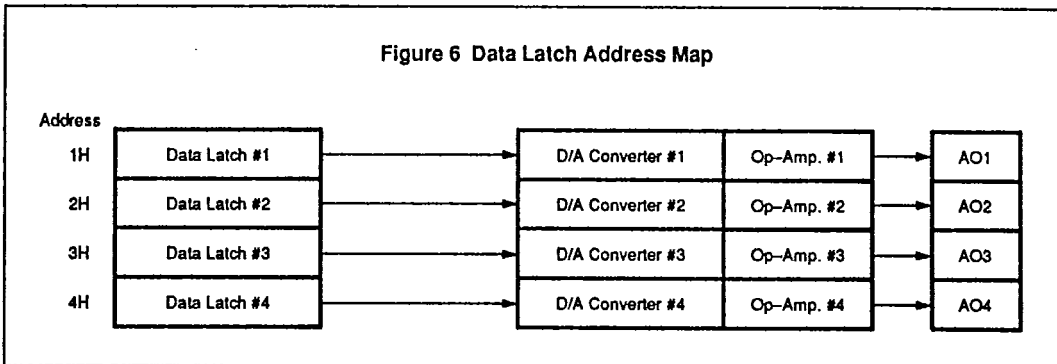 Figure 6 Data Latch Address Map
Address
1H Data Latch #1 D/A Converter #1 Op-Amp. #1 AO1
2H Data Latch #2 D/A Converter #2 Op-Amp. #2 AO2
3H Data Latch #3 D/A Converter #3 Op-Amp. #3 AO3
4H Data Latch #4 D/A Converter #4 Op-Amp. #4 AO4